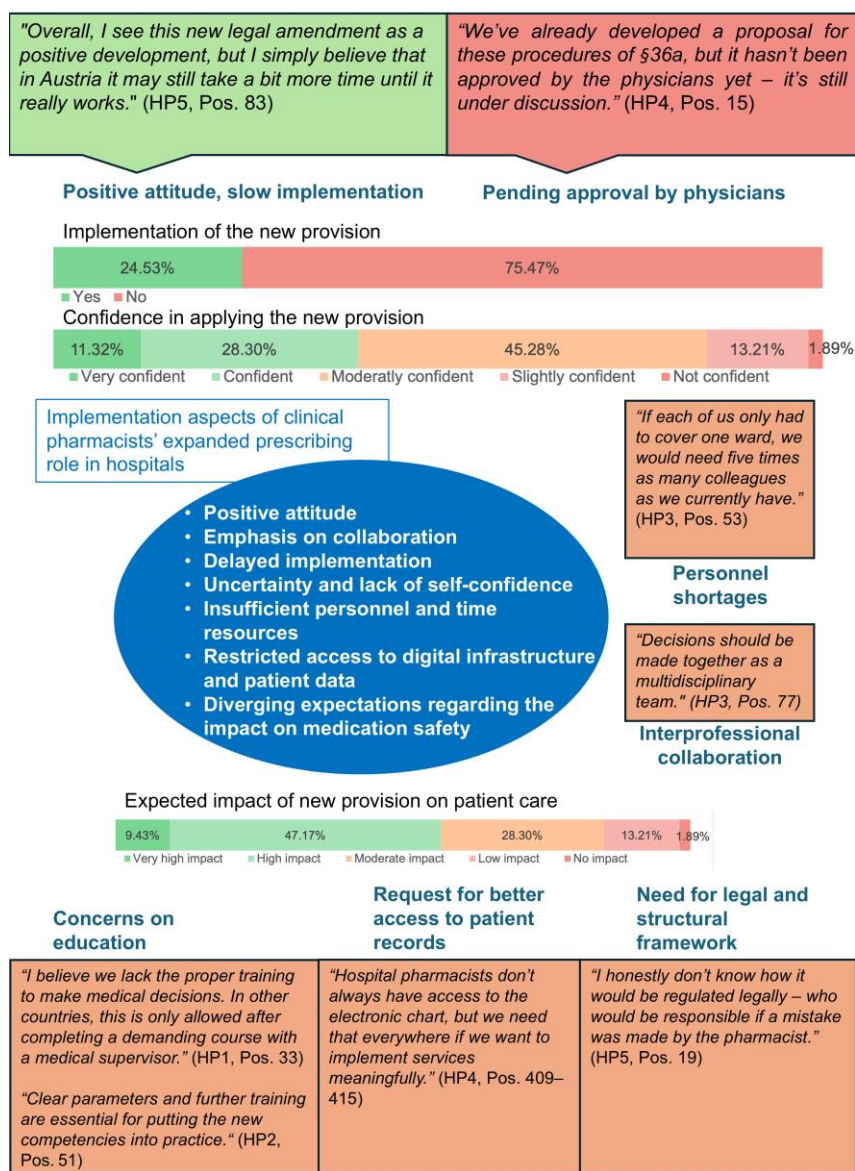 "Overall, I see this new legal amendment as a
positive development, but I simply believe that
in Austria it may still take a bit more time until it
really works." (HP5, Pos. 83)
“We’ve already developed a proposal for
these procedures of §36a, but it hasn’t been
approved by the physicians yet – it’s still
under discussion.” (HP4, Pos. 15)
Positive attitude, slow implementation
Pending approval by physicians
Implementation of the new provision
24.53%
75.47%
Yes No
Confidence in applying the new provision
11.32%
28.30%
45.28%
13.21%
1.89%
Very confident Confident Moderatly confident Slightly confident Not confident
Implementation aspects of clinical
pharmacists’ expanded prescribing
role in hospitals
• Positive attitude
• Emphasis on collaboration
• Delayed implementation
• Uncertainty and lack of self-confidence
• Insufficient personnel and time
resources
• Restricted access to digital infrastructure
and patient data
• Diverging expectations regarding the
impact on medication safety
“If each of us only had
to cover one ward, we
would need five times
as many colleagues
as we currently have.”
(HP3, Pos. 53)
Personnel
shortages
“Decisions should be
made together as a
multidisciplinary
team." (HP3, Pos. 77)
Interprofessional
collaboration
Expected impact of new provision on patient care
9.43%
47.17%
28.30%
13.21%
1.89%
Very high impact High impact Moderate impact Low impact No impact
Concerns on
education
“I believe we lack the proper training
to make medical decisions. In other
countries, this is only allowed after
completing a demanding course with
a medical supervisor.” (HP1, Pos. 33)
“Clear parameters and further training
are essential for putting the new
competencies into practice.“ (HP2,
Pos. 51)
Request for better
access to patient
records
“Hospital pharmacists don’t
always have access to the
electronic chart, but we need
that everywhere if we want to
implement services
meaningfully.” (HP4, Pos. 409–
415)
Need for legal and
structural
framework
“I honestly don’t know how it
would be regulated legally – who
would be responsible if a mistake
was made by the pharmacist.”
(HP5, Pos. 19)